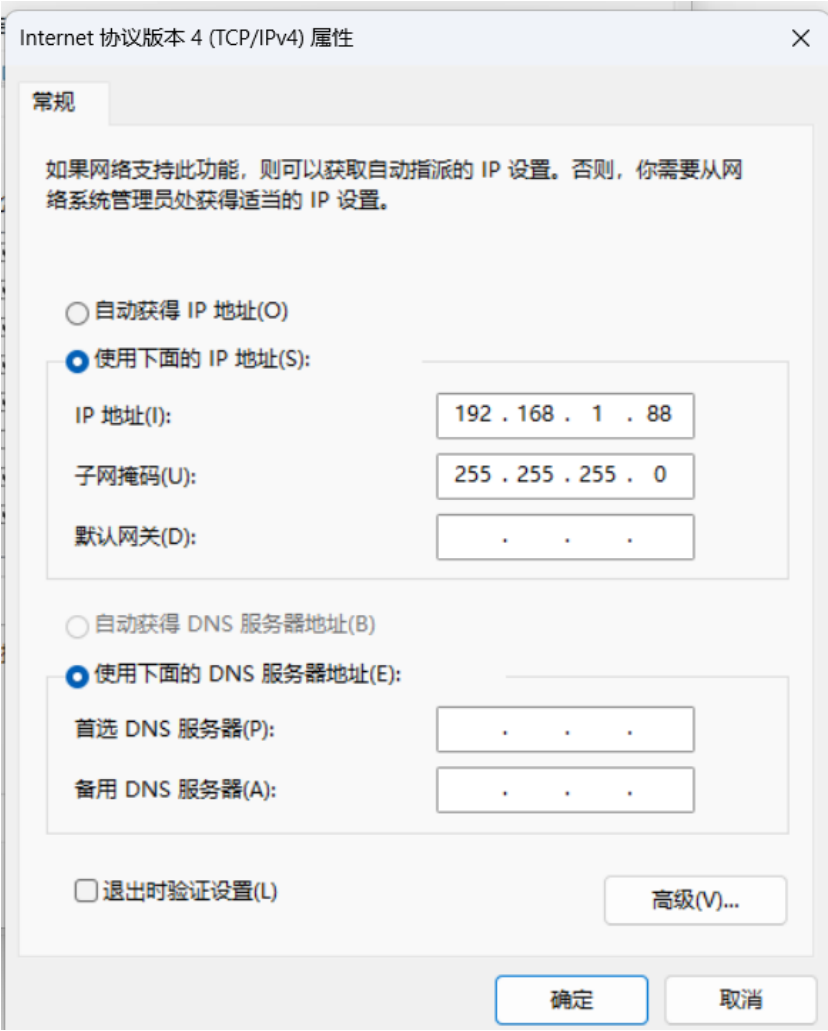 Internet 协议版本 4 (TCP/IPv4) 属性
常规
如果网络支持此功能，则可以获取自动指派的 IP 设置。否则，你需要从网
络系统管理员处获得适当的 IP 设置。
自动获得 IP 地址(O)
使用下面的 IP 地址(S):
IP 地址(I): 192 . 168 . 1 . 88
子网掩码(U): 255 . 255 . 255 . 0
默认网关(D): . . .
自动获得 DNS 服务器地址(B)
使用下面的 DNS 服务器地址(E):
首选 DNS 服务器(P): . . .
备用 DNS 服务器(A): . . .
退出时验证设置(L)
高级(V)...
确定 取消